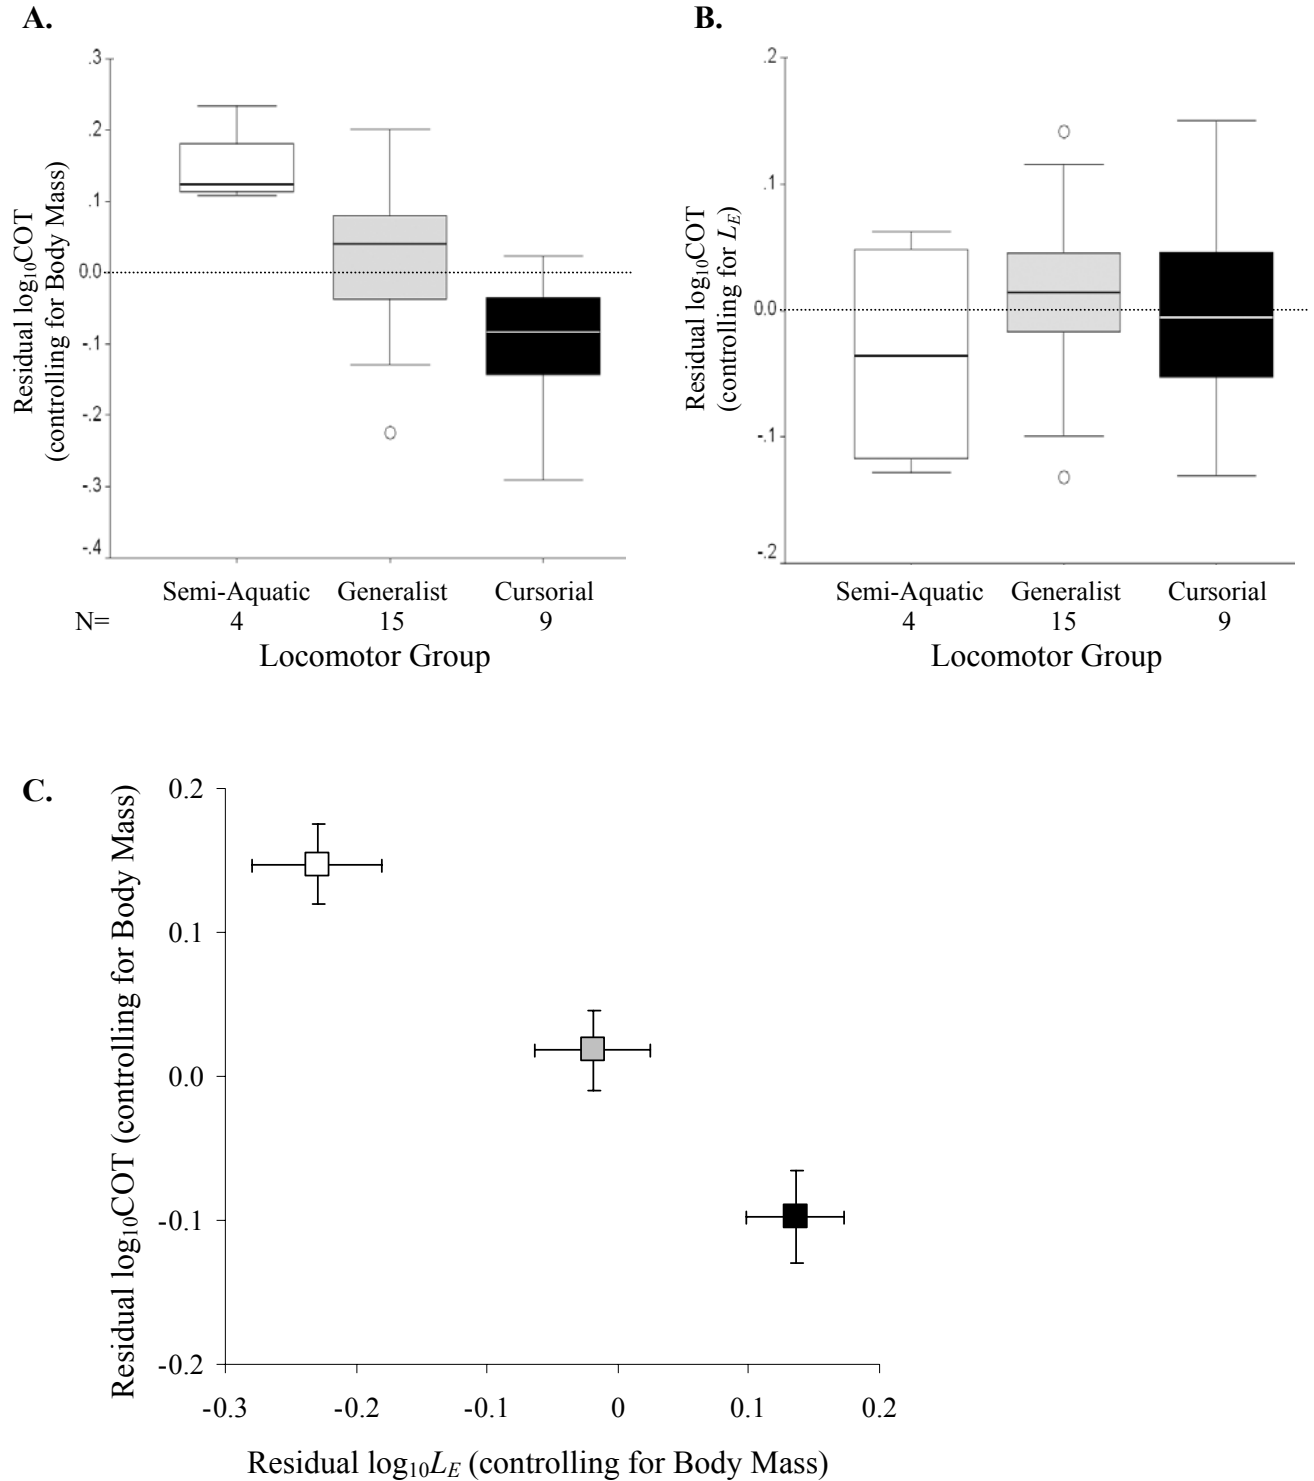 A.
Residual log₁₀COT
(controlling for Body Mass)
.3
.2
.1
0.0
-.1
-.2
-.3
-.4
Semi-Aquatic Generalist Cursorial
N= 4 15 9
Locomotor Group
B.
Residual log₁₀COT
(controlling for L_E)
.2
.1
0.0
-.1
-.2
Semi-Aquatic Generalist Cursorial
4 15 9
Locomotor Group
C.
Residual log₁₀COT (controlling for Body Mass)
0.2
0.1
0.0
-0.1
-0.2
-0.3 -0.2 -0.1 0 0.1 0.2
Residual log₁₀L_E (controlling for Body Mass)